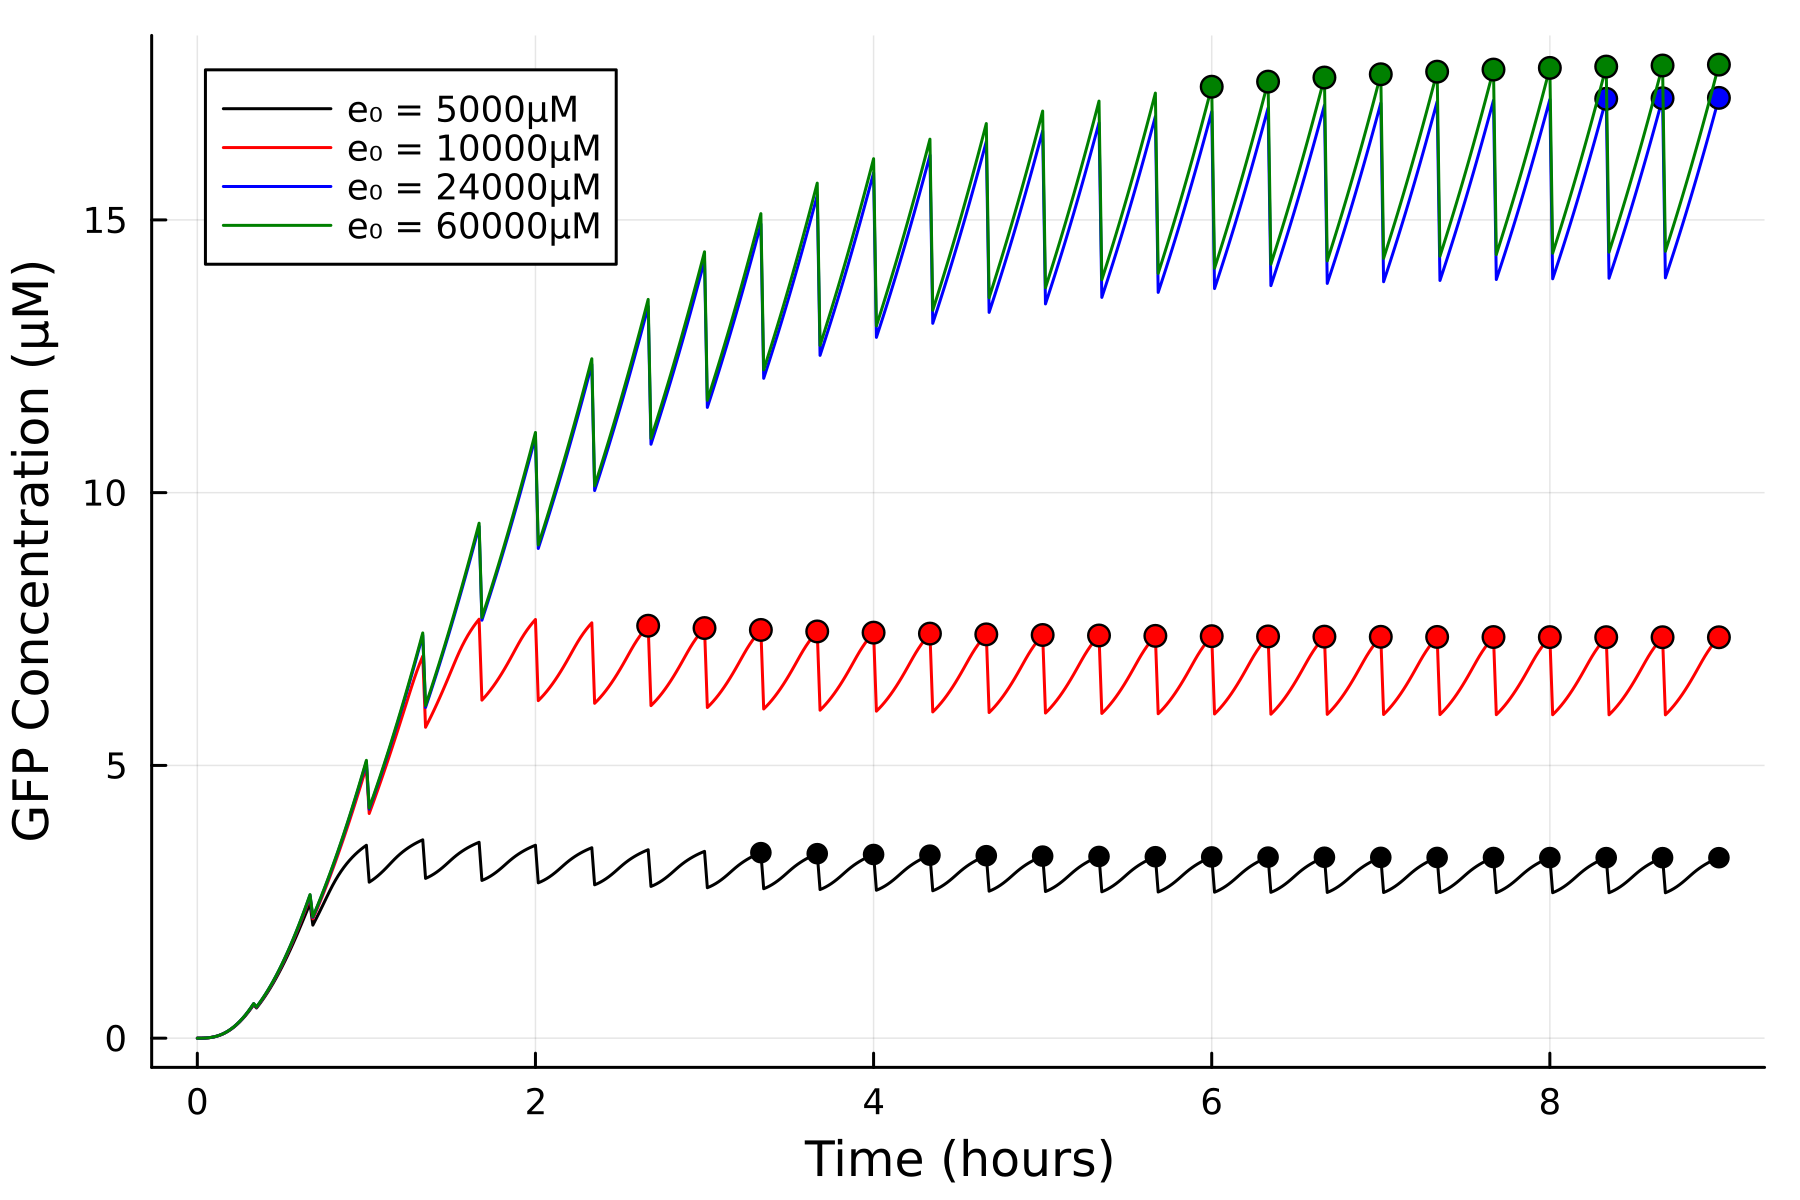 e₀ = 5000μM
e₀ = 10000μM
e₀ = 24000μM
e₀ = 60000μM
15
10
5
0
GFP Concentration (μM)
0 2 4 6 8
Time (hours)